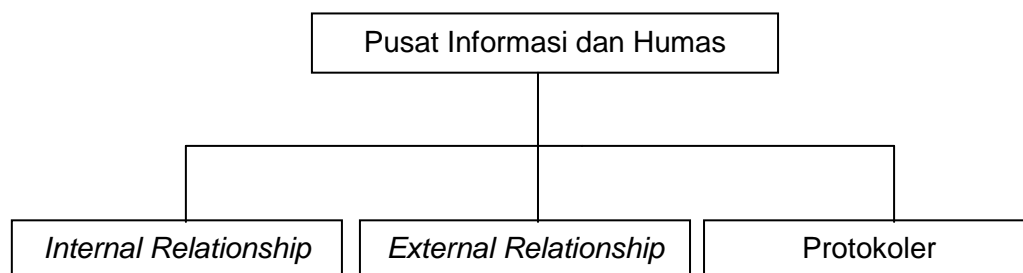 Pusat Informasi dan Humas
Internal Relationship
External Relationship
Protokoler